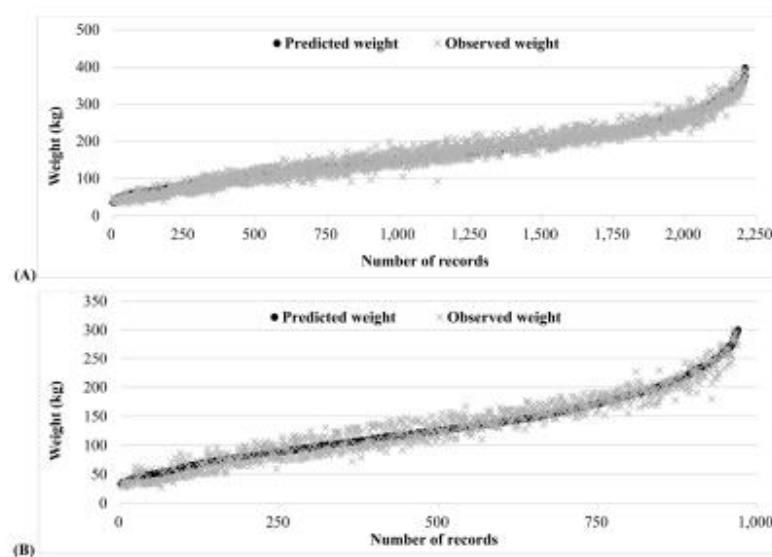 500
● Predicted weight × Observed weight
400
300
200
100
0
Weight (kg)
0 250 500 750 1,000 1,250 1,500 1,750 2,000 2,250
Number of records
(A)
350
● Predicted weight × Observed weight
300
250
200
150
100
50
0
Weight (kg)
0 250 500 750 1,000
Number of records
(B)